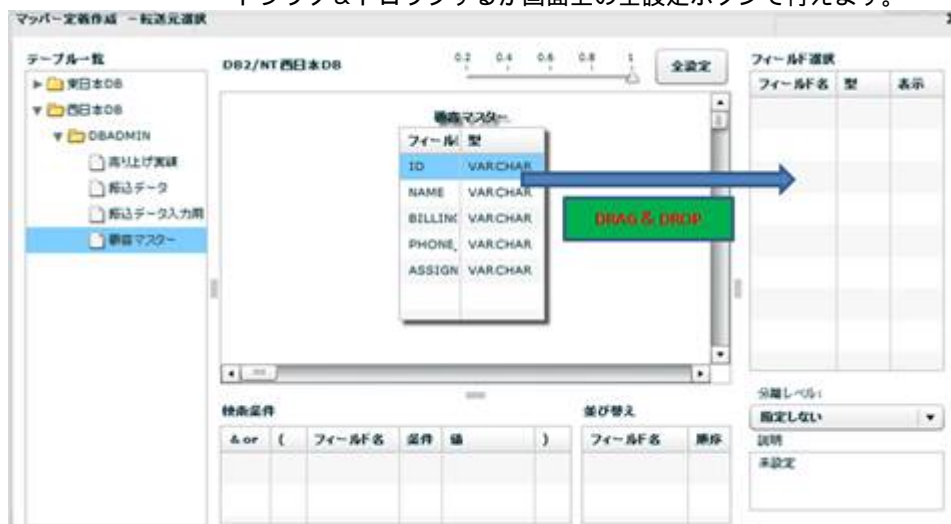 ドラッグ&ドロップするか画面上の全設定ボタンで行えます。
マッパー定義作成 －転送元選択
テーブル一覧
東日本DB
西日本DB
DBADMIN
売り上げ実績
振込データ
振込データ入力用
顧客マスター
DB2/NT西日本DB
0.2 0.4 0.6 0.8 1
全設定
顧客マスター
フィール 型
ID VARCHAR
NAME VARCHAR
BILLING VARCHAR
PHONE_ VARCHAR
ASSIGN VARCHAR
DRAG & DROP
検索条件
& or ( フィールド名 条件 値 )
並び替え
フィールド名 順序
フィールド選択
フィールド名 型 表示
分離レベル:
指定しない
説明
未設定